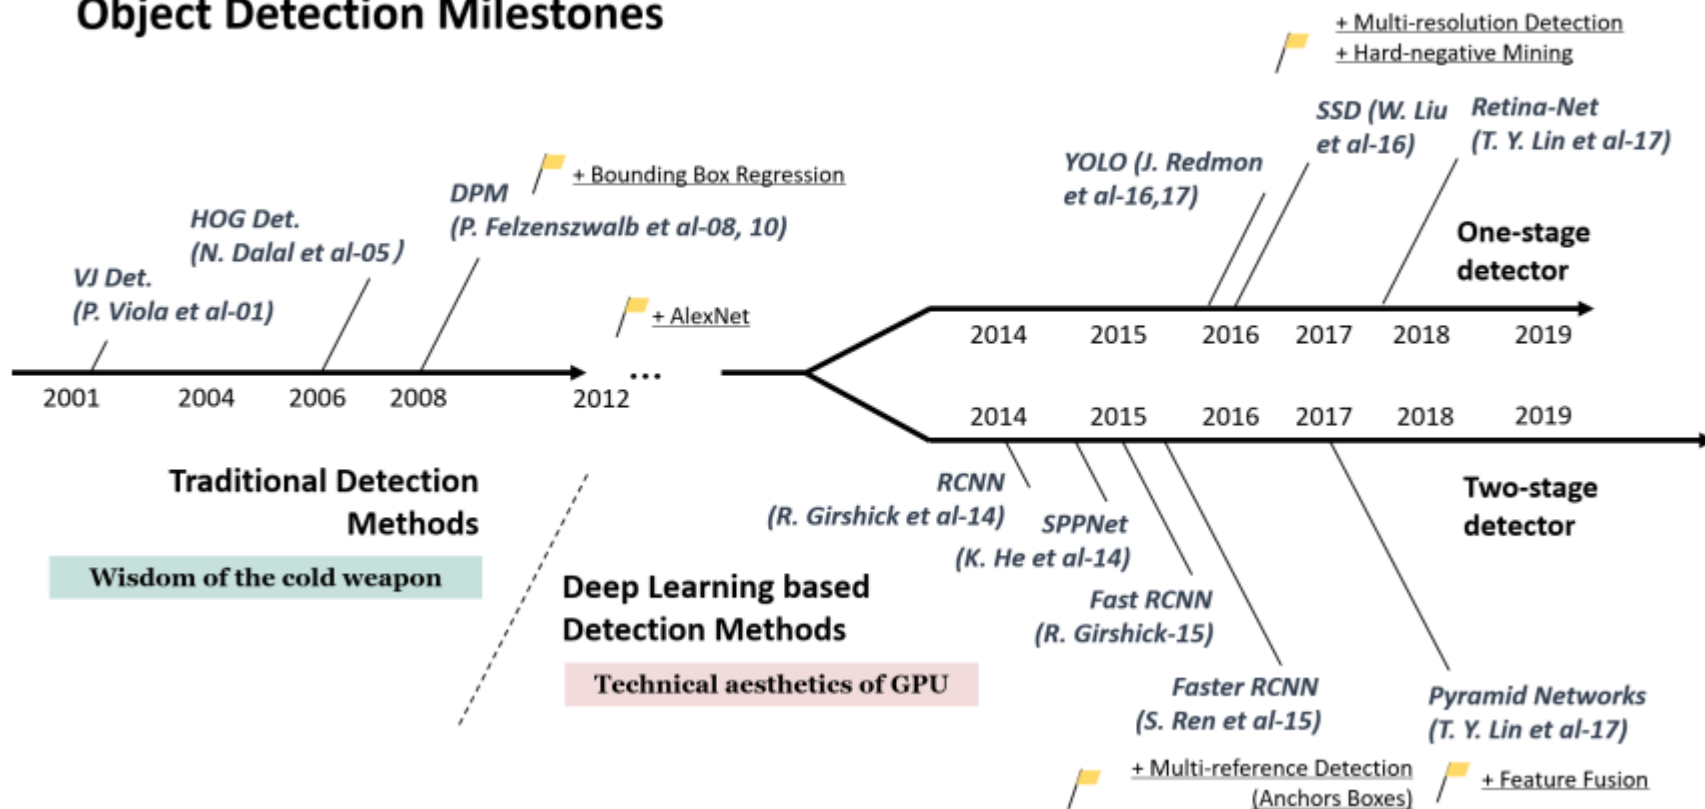 Object Detection Milestones
+ Multi-resolution Detection
+ Hard-negative Mining
SSD (W. Liu
et al-16)
Retina-Net
(T. Y. Lin et al-17)
YOLO (J. Redmon
et al-16,17)
+ Bounding Box Regression
DPM
(P. Felzenszwalb et al-08, 10)
HOG Det.
(N. Dalal et al-05)
VJ Det.
(P. Viola et al-01)
+ AlexNet
One-stage
detector
2014 2015 2016 2017 2018 2019
2001 2004 2006 2008 2012 ...
2014 2015 2016 2017 2018 2019
Traditional Detection
Methods
Wisdom of the cold weapon
Deep Learning based
Detection Methods
Technical aesthetics of GPU
RCNN
(R. Girshick et al-14)
SPPNet
(K. He et al-14)
Fast RCNN
(R. Girshick-15)
Faster RCNN
(S. Ren et al-15)
+ Multi-reference Detection
(Anchors Boxes)
Two-stage
detector
Pyramid Networks
(T. Y. Lin et al-17)
+ Feature Fusion